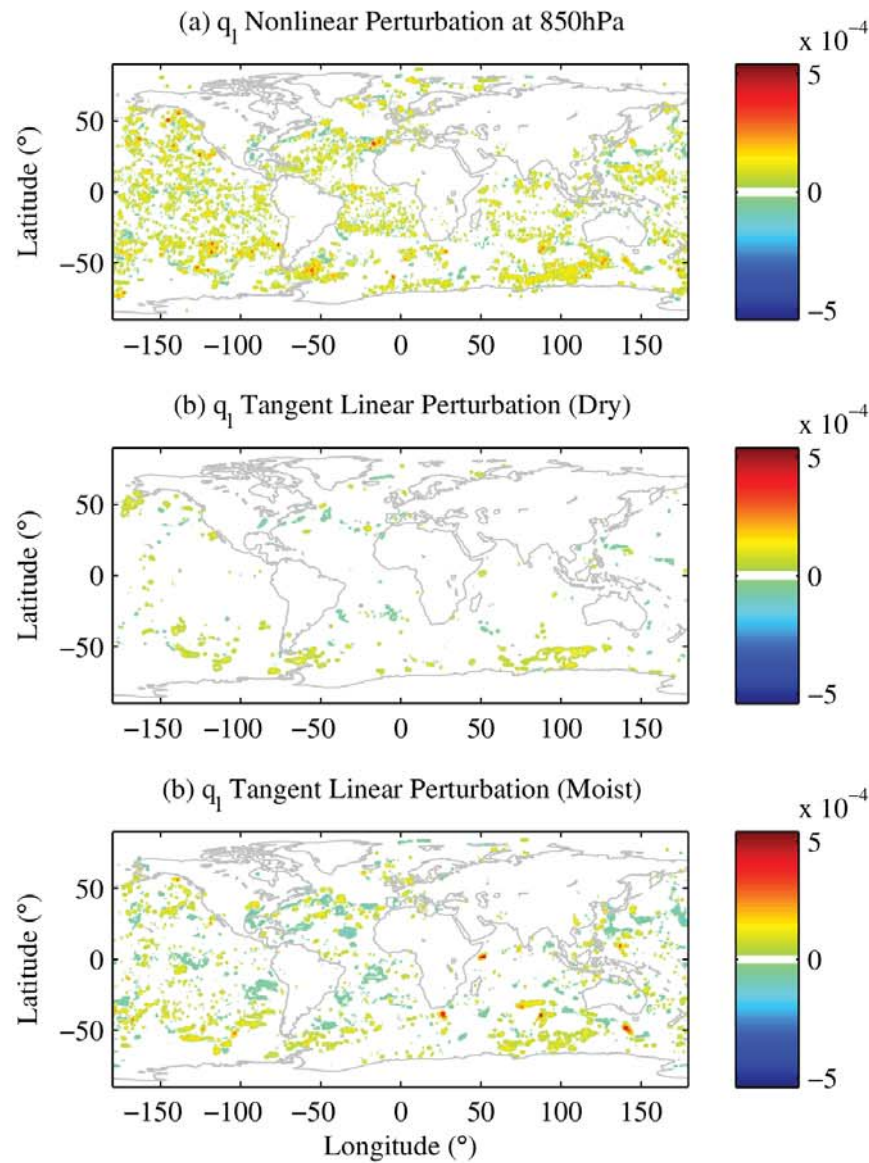 (a) q_l Nonlinear Perturbation at 850hPa
x 10⁻⁴
5
0
−5
50
0
−50
Latitude (°)
−150 −100 −50 0 50 100 150
(b) q_l Tangent Linear Perturbation (Dry)
x 10⁻⁴
5
0
−5
50
0
−50
Latitude (°)
−150 −100 −50 0 50 100 150
(b) q_l Tangent Linear Perturbation (Moist)
x 10⁻⁴
5
0
−5
50
0
−50
Latitude (°)
−150 −100 −50 0 50 100 150
Longitude (°)